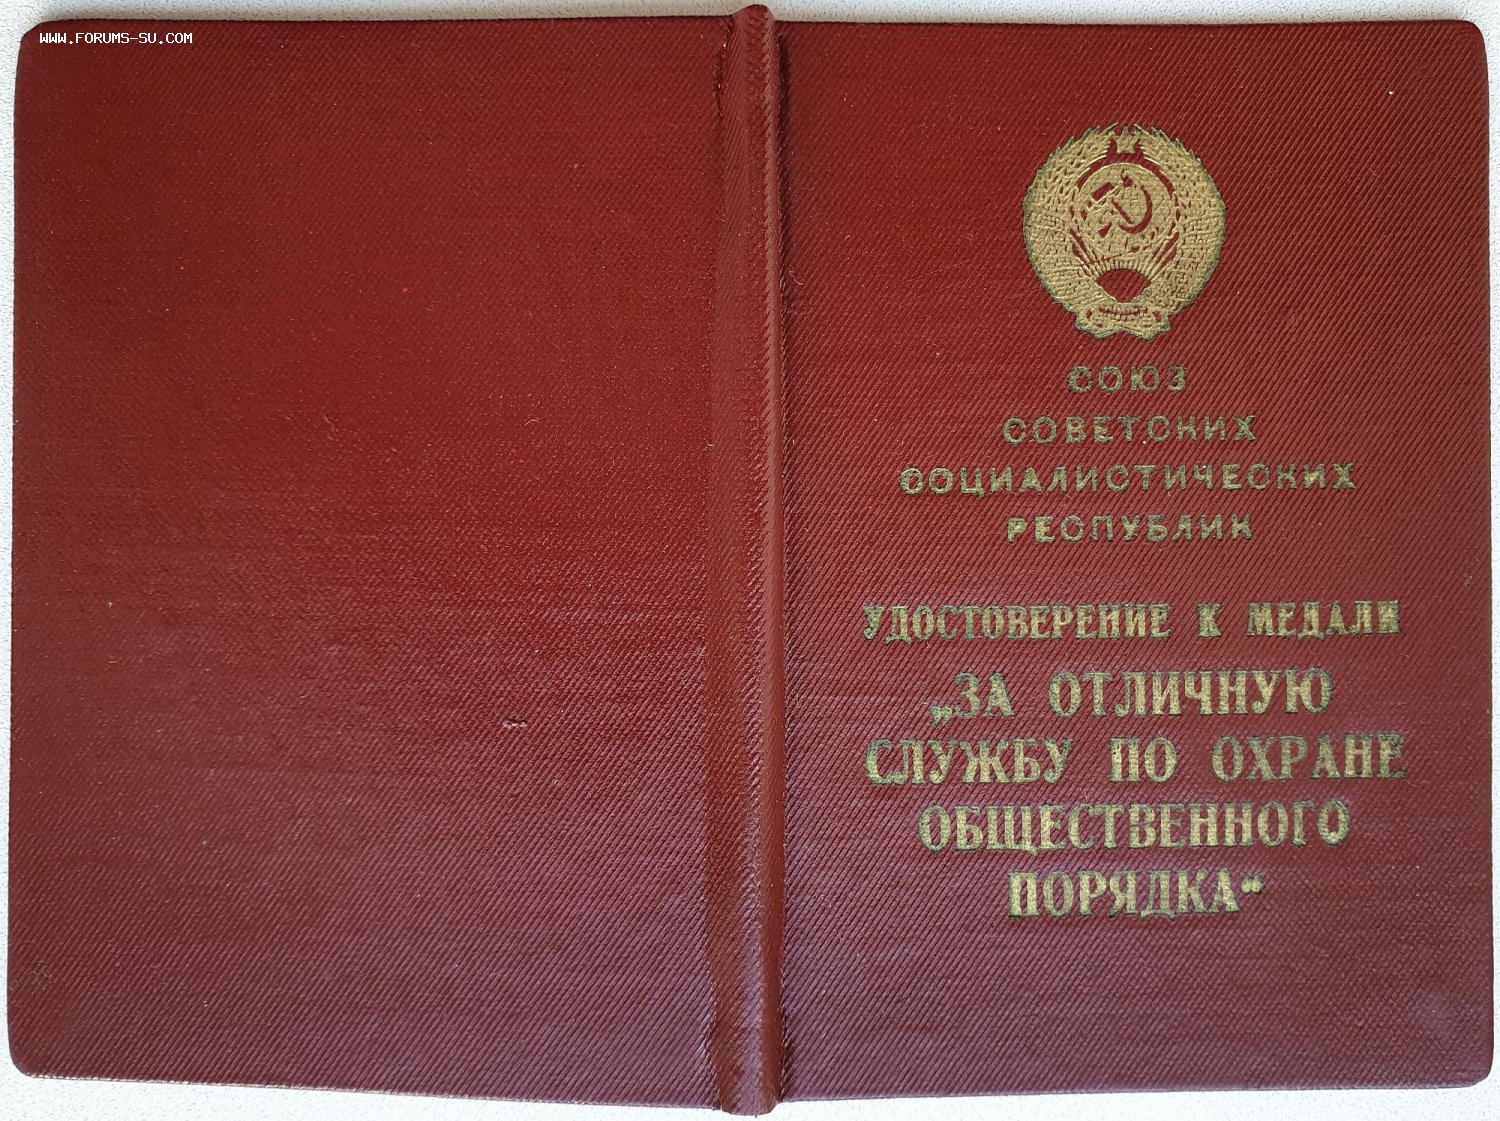 WWW.FORUMS-SU.COM
СОЮЗ
СОВЕТСКИХ
СОЦИАЛИСТИЧЕСКИХ
РЕСПУБЛИК
УДОСТОВЕРЕНИЕ К МЕДАЛИ
„ЗА ОТЛИЧНУЮ
СЛУЖБУ ПО ОХРАНЕ
ОБЩЕСТВЕННОГО
ПОРЯДКА“